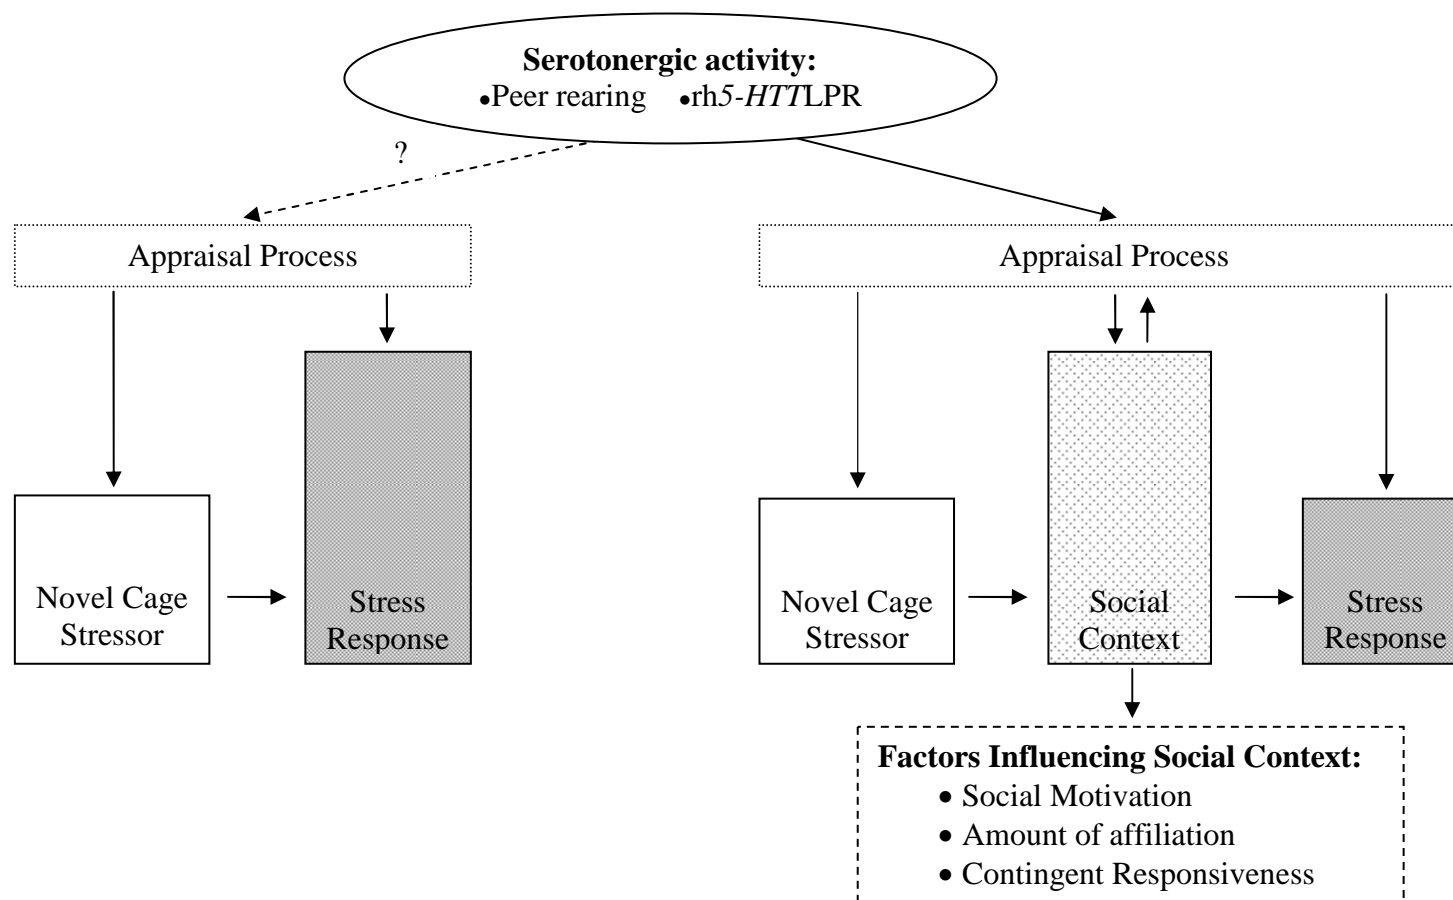 Serotonergic activity:
•Peer rearing •rh5-HTTLPR
?
Appraisal Process
Appraisal Process
Novel Cage
Stressor
Stress
Response
Novel Cage
Stressor
Social
Context
Stress
Response
Factors Influencing Social Context:
• Social Motivation
• Amount of affiliation
• Contingent Responsiveness